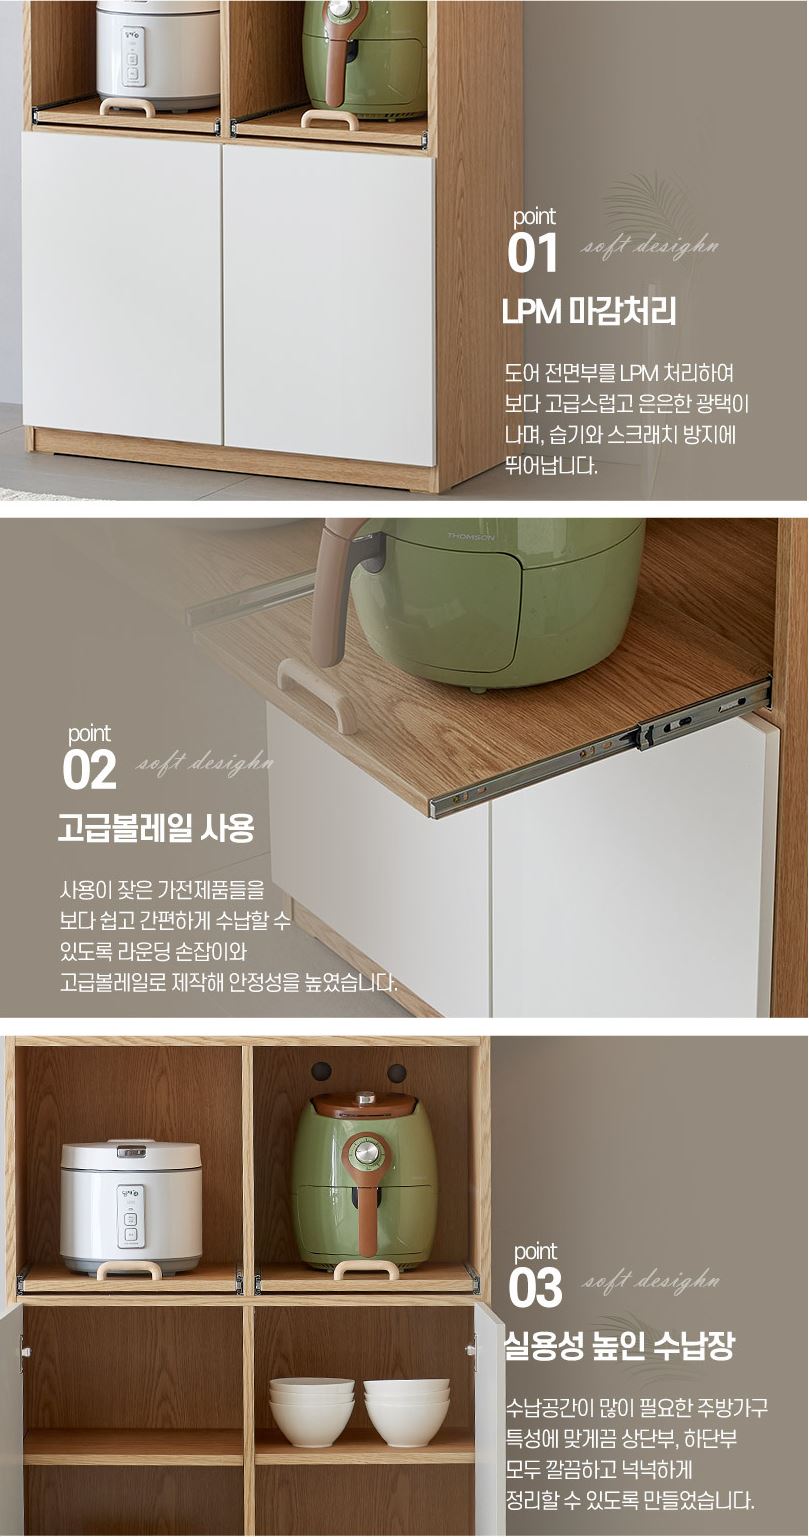 point
01 soft desighn
LPM 마감처리
도어 전면부를 LPM 처리하여
보다 고급스럽고 은은한 광택이
나며, 습기와 스크래치 방지에
뛰어납니다.
THOMSON
point
02 soft desighn
고급볼레일 사용
사용이 잦은 가전제품들을
보다 쉽고 간편하게 수납할 수
있도록 라운딩 손잡이와
고급볼레일로 제작해 안정성을 높였습니다.
point
03 soft desighn
실용성 높인 수납장
수납공간이 많이 필요한 주방가구
특성에 맞게끔 상단부, 하단부
모두 깔끔하고 넉넉하게
정리할 수 있도록 만들었습니다.